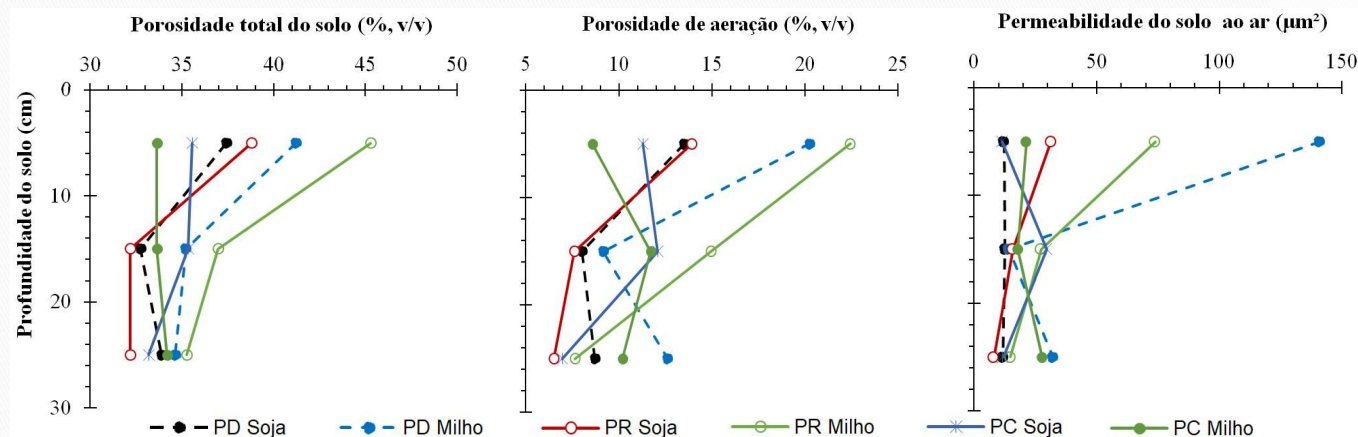 Porosidade total do solo (%, v/v)
30 35 40 45 50
Porosidade de aeração (%, v/v)
5 10 15 20 25
Permeabilidade do solo ao ar (µm²)
0 50 100 150
Profundidade do solo (cm)
0
10
20
30
PD Soja PD Milho PR Soja PR Milho PC Soja PC Milho